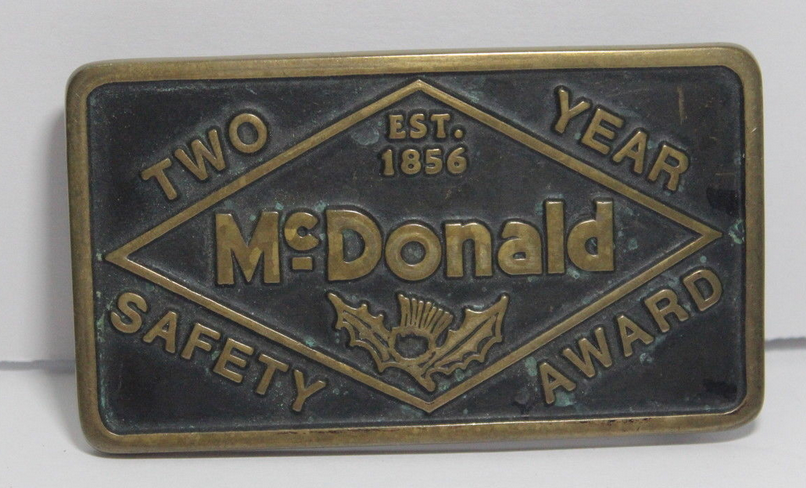 TWO YEAR
EST.
1856
McDonald
SAFETY AWARD